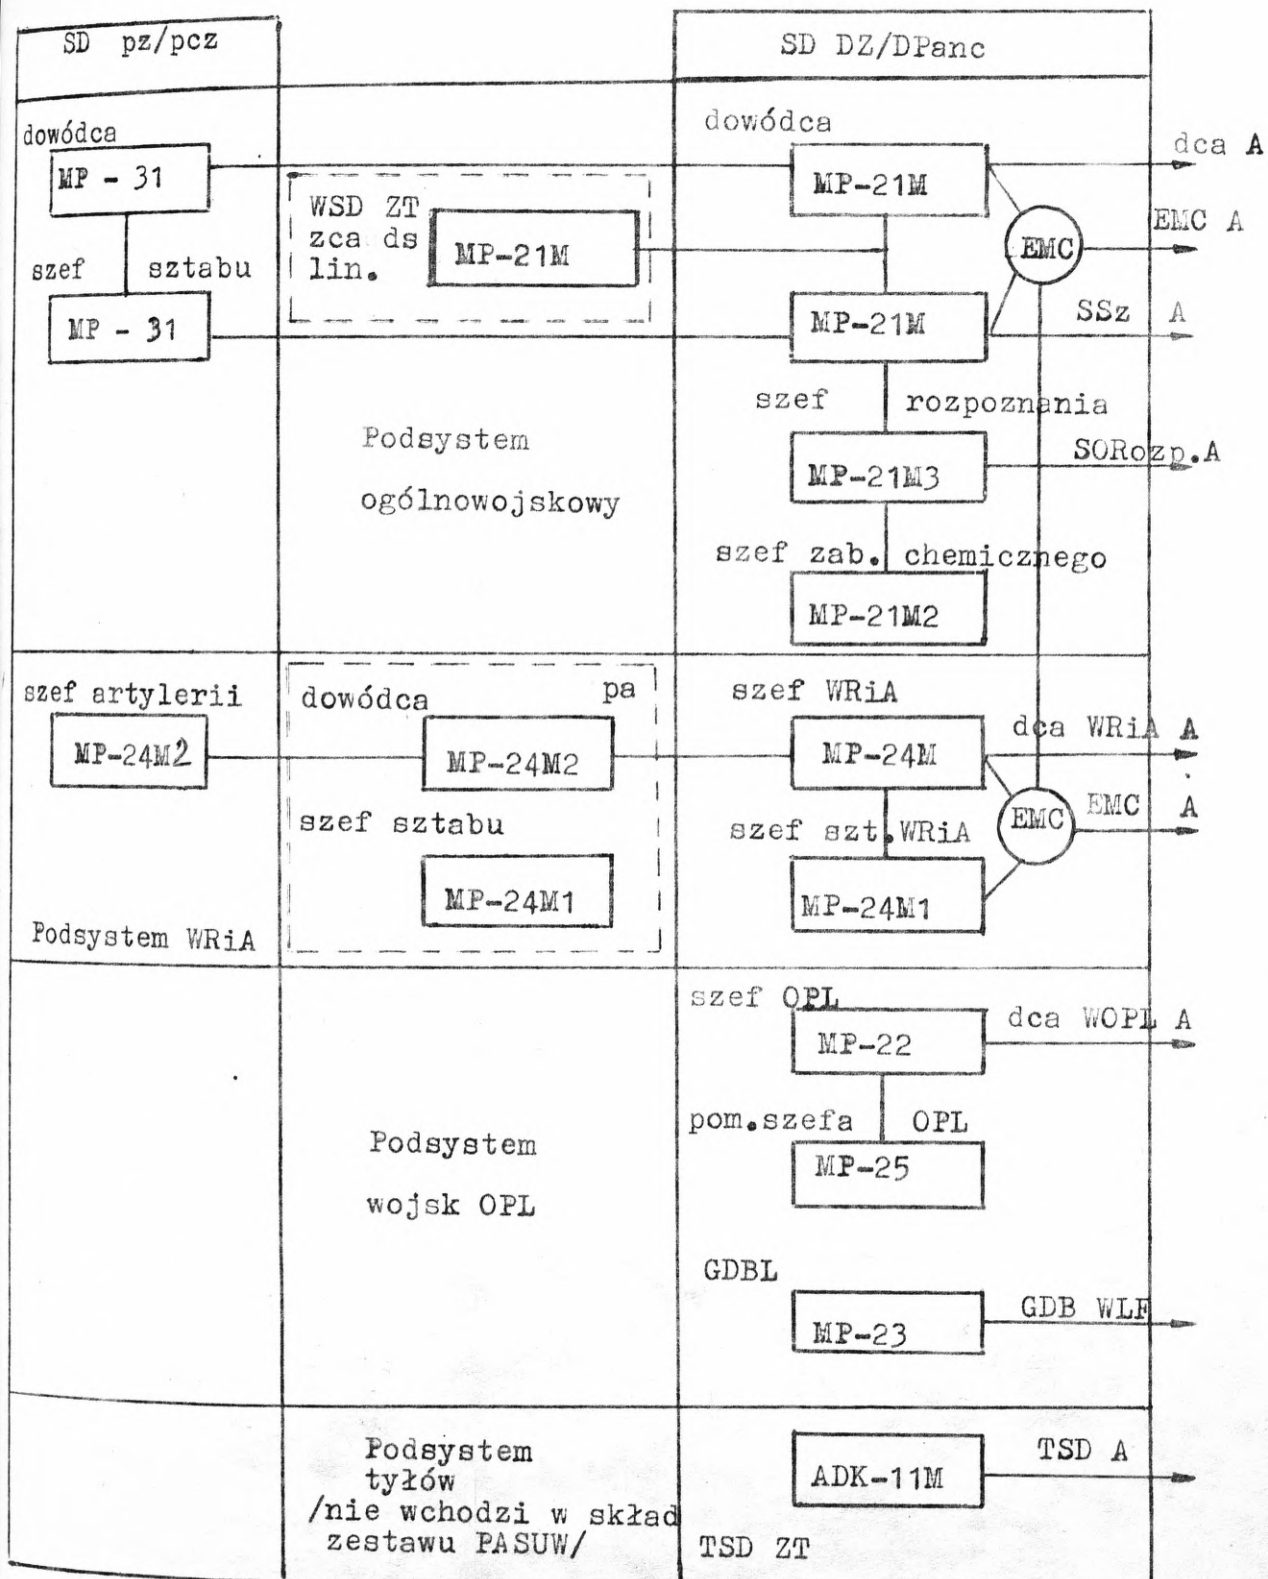 SD pz/pcz
SD DZ/DPanc
dowódca
MP - 31
szef sztabu
MP - 31
WSD ZT
zca ds
lin.
MP-21M
dowódca
MP-21M
dca A
EMC
EMC A
MP-21M
SSz A
szef rozpoznania
MP-21M3
SORozp.A
szef zab. chemicznego
MP-21M2
Podsystem
ogólnowojskowy
szef artylerii
MP-24M2
Podsystem WRiA
dowódca pa
MP-24M2
szef sztabu
MP-24M1
szef WRiA
MP-24M
dca WRiA A
EMC
EMC A
szef szt.WRiA
MP-24M1
szef OPL
MP-22
dca WOPL A
pom.szefa OPL
MP-25
Podsystem
wojsk OPL
GDBL
MP-23
GDB WLF
Podsystem
tyłów
/nie wchodzi w skład
zestawu PASUW/
ADK-11M
TSD A
TSD ZT